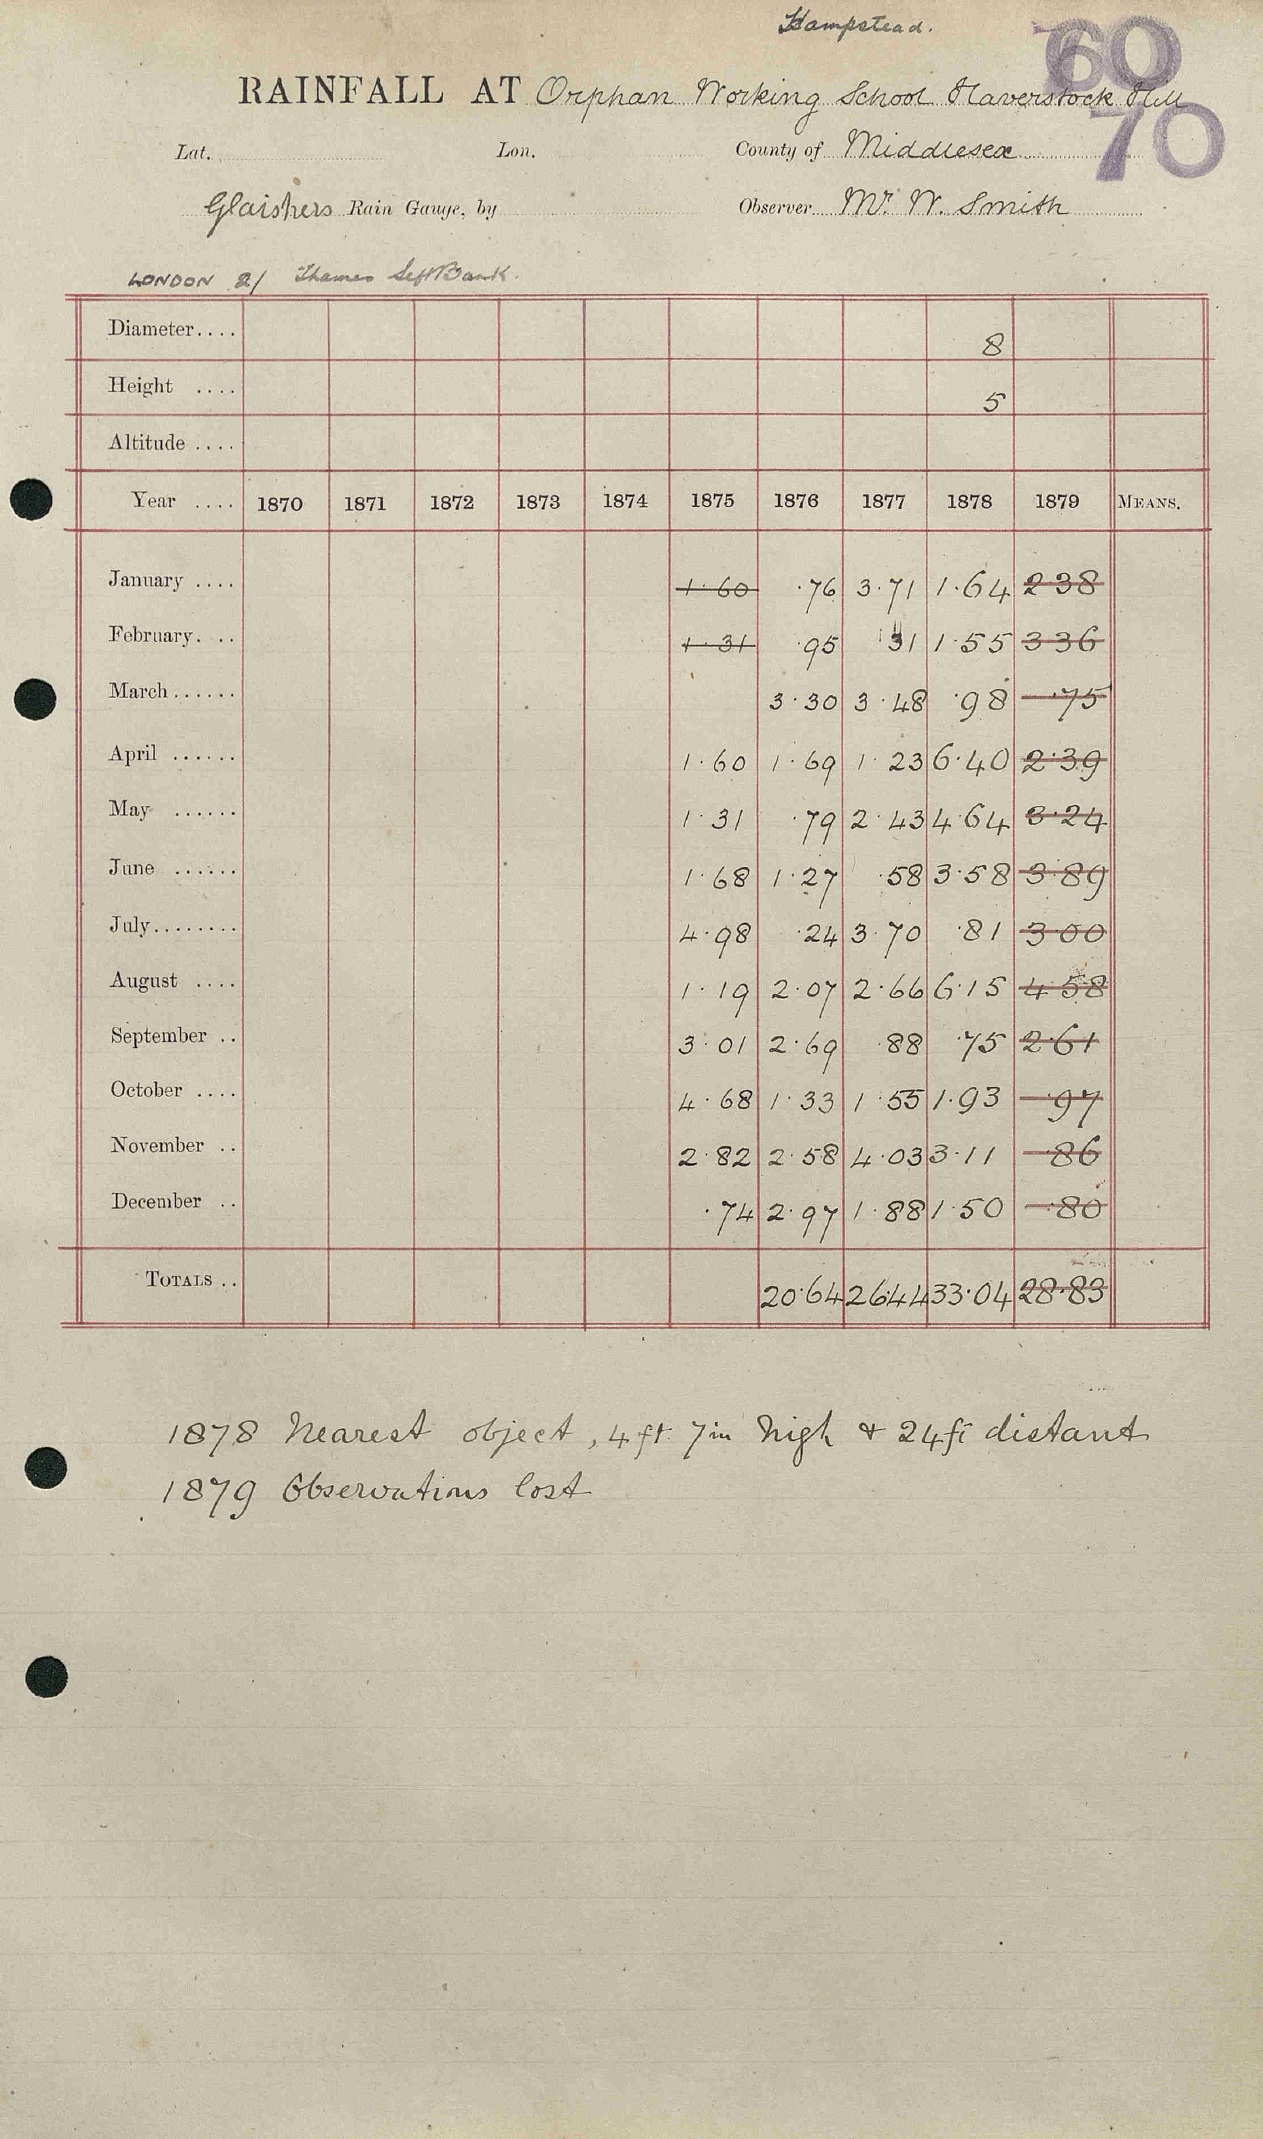 Hampstead.
60
RAINFALL AT Orphan Working School Haverstock Hill
70
Lat. Lon. County of Middlesex
Glaishers Rain Gauge, by Observer Mr. W. Smith
LONDON 2/ Thames Left Bank.
Diameter.... 8
Height .... 5
Altitude ....
Year .... 1870 1871 1872 1873 1874 1875 1876 1877 1878 1879 MEANS.
January .... 1.60 .76 3.71 1.64 2.38
February. .. 1.31 .95 .31 1.55 3.36
March...... 3.30 3.48 .98 .75
April ...... 1.60 1.69 1.23 6.40 2.39
May ...... 1.31 .79 2.43 4.64 3.24
June ...... 1.68 1.27 .58 3.58 3.89
July........ 4.98 .24 3.70 .81 3.00
August .... 1.19 2.07 2.66 6.15 4.58
September .. 3.01 2.69 .88 .75 2.61
October .... 4.68 1.33 1.55 1.93 .97
November .. 2.82 2.58 4.03 3.11 .86
December .. .74 2.97 1.88 1.50 .80
TOTALS .. 20.64 26.44 33.04 28.83
1878 Nearest object, 4 ft. 7 in high & 24 ft distant
1879 Observations lost